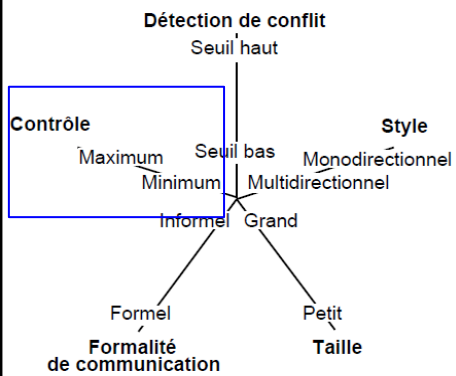 Détection de conflit
Seuil haut
Contrôle
Style
Maximum
Seuil bas
Monodirectionnel
Minimum
Multidirectionnel
Informel
Grand
Formel
Petit
Formalité
de communication
Taille